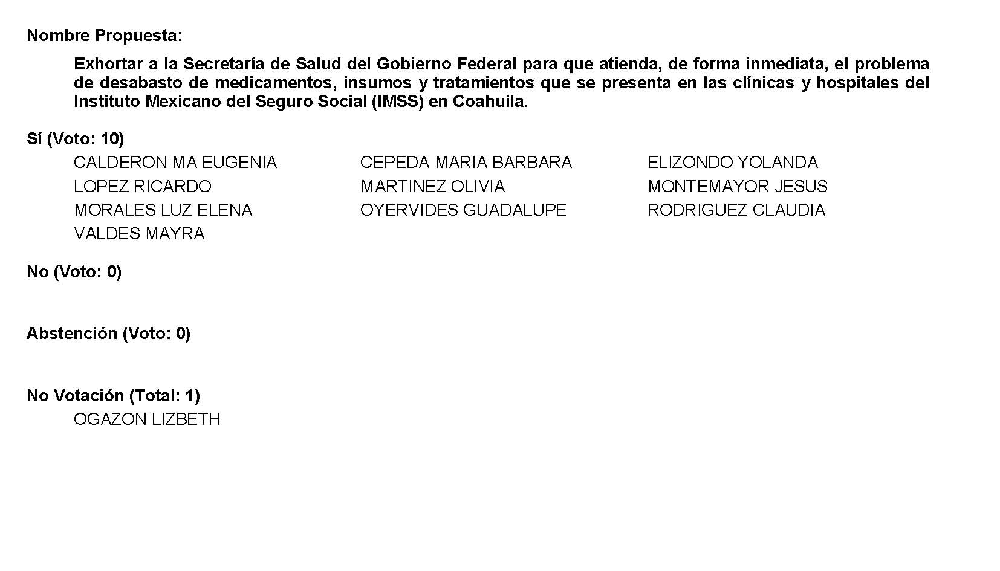 Nombre Propuesta:
Exhortar a la Secretaría de Salud del Gobierno Federal para que atienda, de forma inmediata, el problema
de desabasto de medicamentos, insumos y tratamientos que se presenta en las clínicas y hospitales del
Instituto Mexicano del Seguro Social (IMSS) en Coahuila.
Sí (Voto: 10)
CALDERON MA EUGENIA CEPEDA MARIA BARBARA ELIZONDO YOLANDA
LOPEZ RICARDO MARTINEZ OLIVIA MONTEMAYOR JESUS
MORALES LUZ ELENA OYERVIDES GUADALUPE RODRIGUEZ CLAUDIA
VALDES MAYRA
No (Voto: 0)
Abstención (Voto: 0)
No Votación (Total: 1)
OGAZON LIZBETH